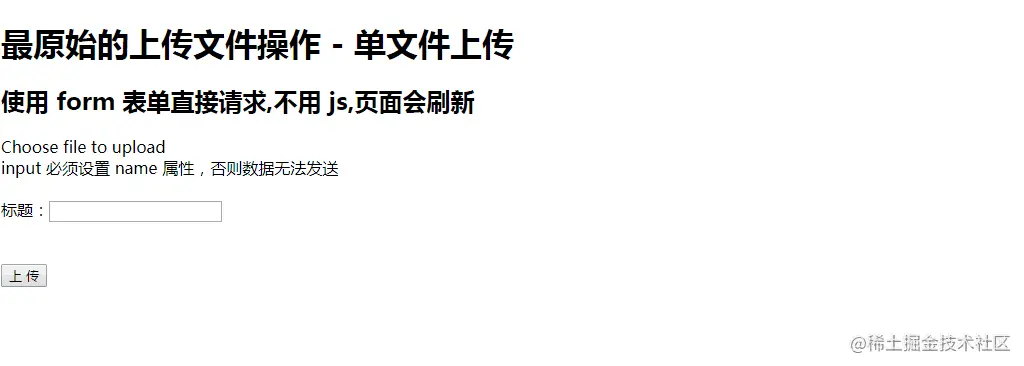 最原始的上传文件操作 - 单文件上传
使用 form 表单直接请求,不用 js,页面会刷新
Choose file to upload
input 必须设置 name 属性，否则数据无法发送
标题：
上 传
@稀土掘金技术社区